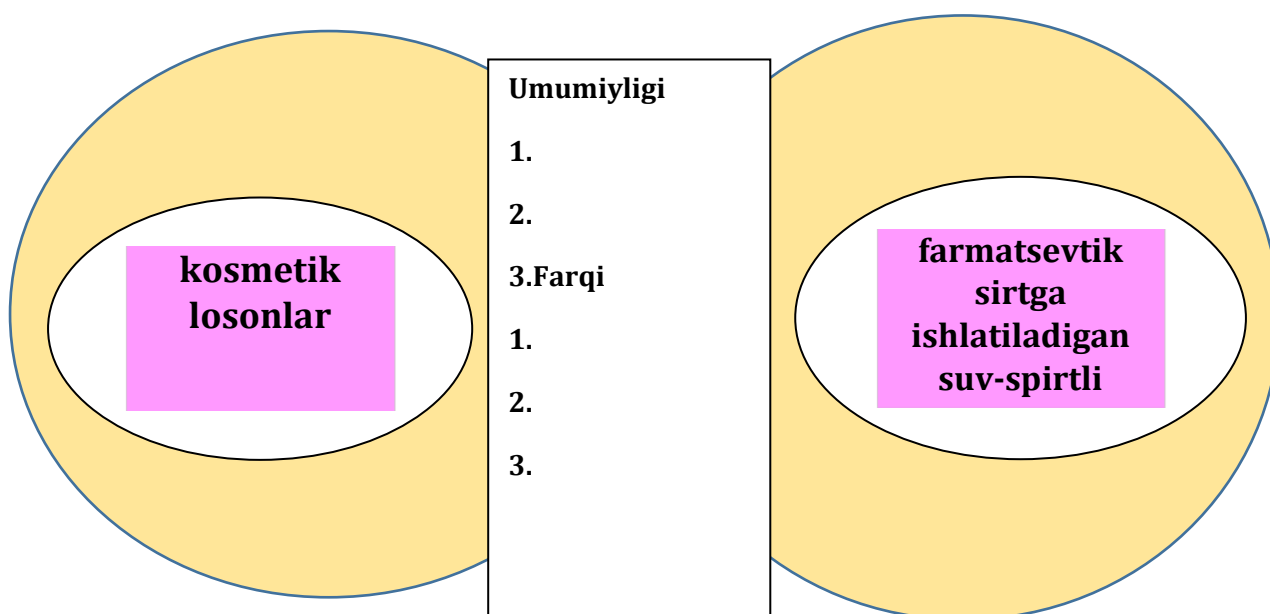 kosmetik
losonlar
Umumiyligi
1.
2.
3.Farqi
1.
2.
3.
farmatsevtik
sirtga
ishlatiladigan
suv-spirtli